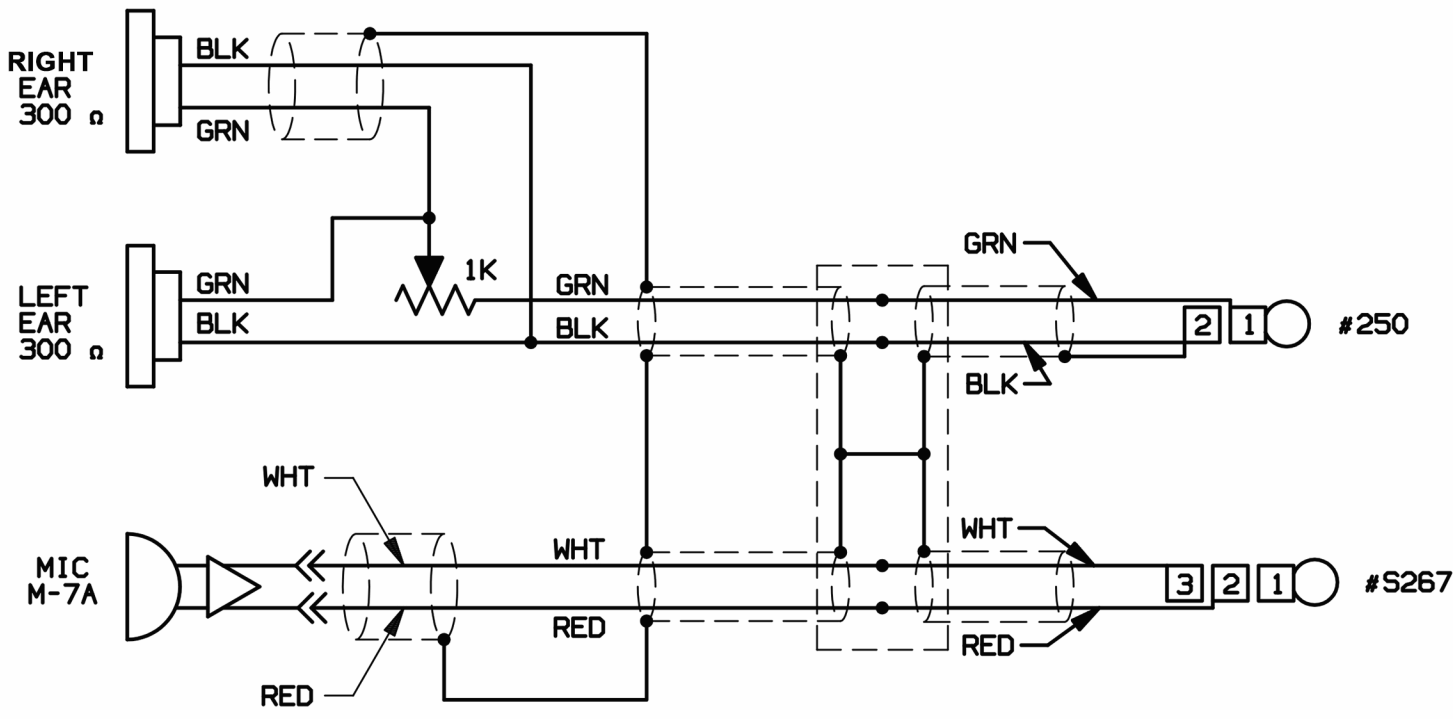 BLK
RIGHT
EAR
300 Ω
GRN
1K
GRN
LEFT
EAR
300 Ω
GRN
BLK
GRN
BLK
2 1
#250
BLK
WHT
WHT
WHT
MIC
M-7A
3 2 1
#S267
RED
RED
RED